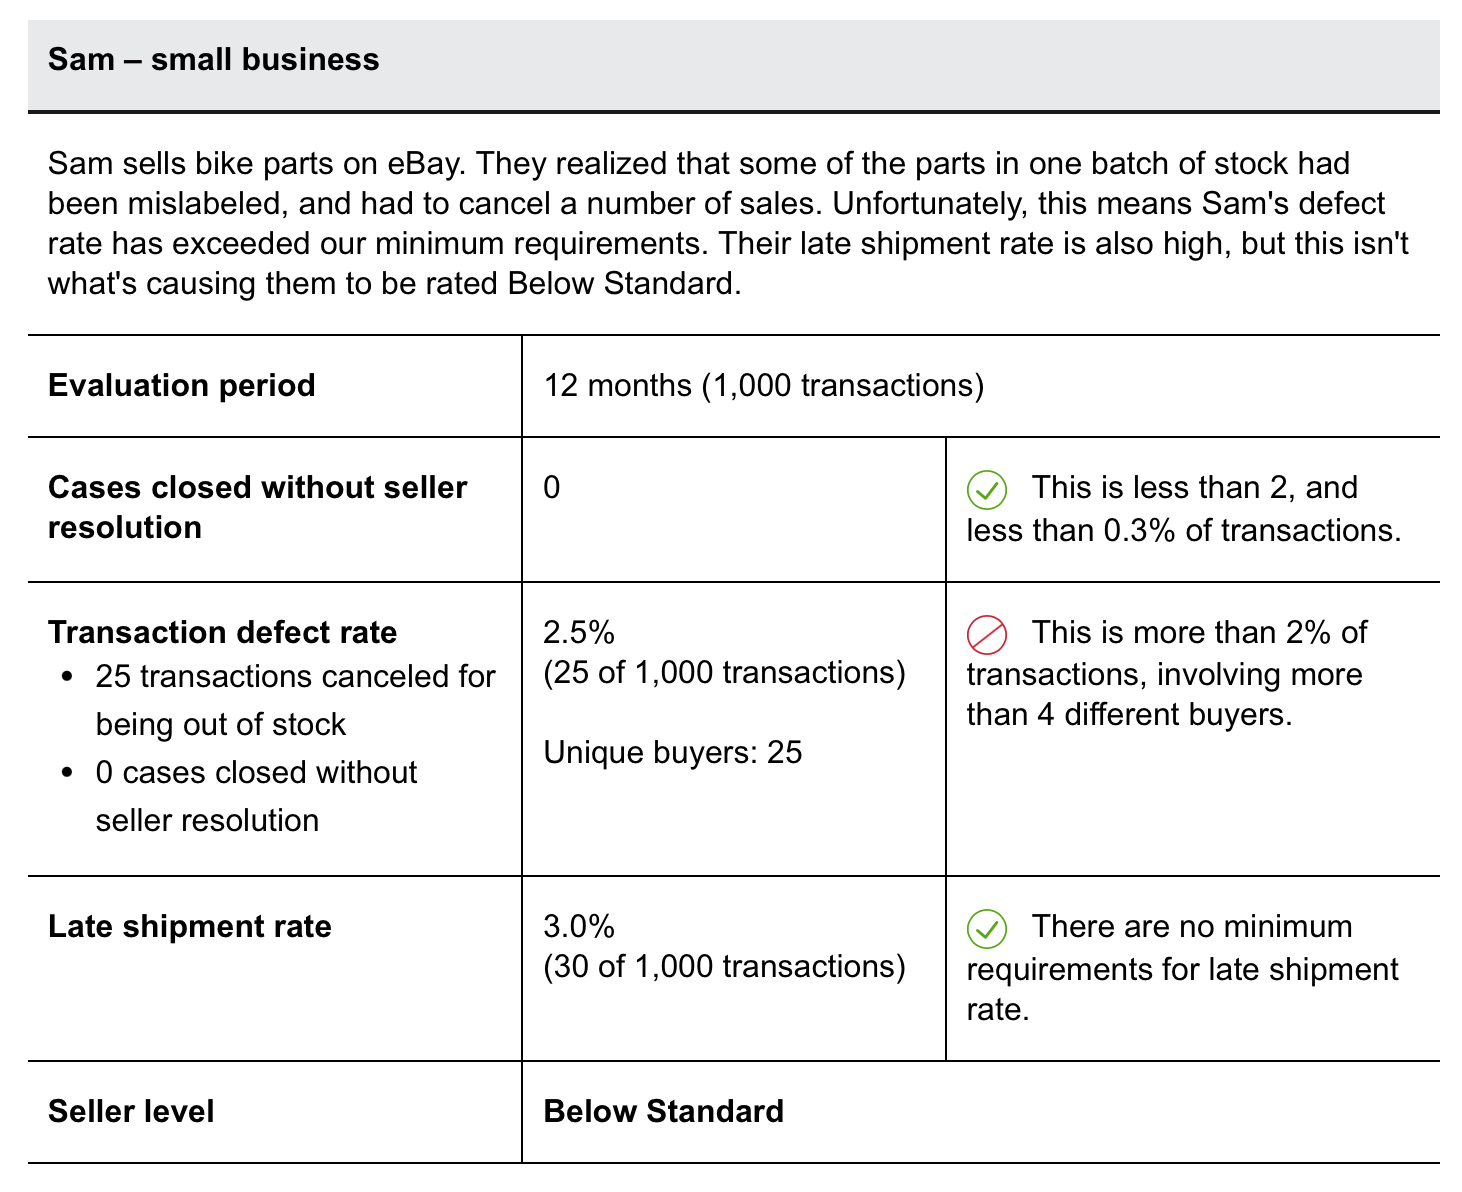 Sam – small business
Sam sells bike parts on eBay. They realized that some of the parts in one batch of stock had
been mislabeled, and had to cancel a number of sales. Unfortunately, this means Sam's defect
rate has exceeded our minimum requirements. Their late shipment rate is also high, but this isn't
what's causing them to be rated Below Standard.
Evaluation period
12 months (1,000 transactions)
Cases closed without seller
resolution
0
This is less than 2, and
less than 0.3% of transactions.
Transaction defect rate
• 25 transactions canceled for
being out of stock
• 0 cases closed without
seller resolution
2.5%
(25 of 1,000 transactions)
Unique buyers: 25
This is more than 2% of
transactions, involving more
than 4 different buyers.
Late shipment rate
3.0%
(30 of 1,000 transactions)
There are no minimum
requirements for late shipment
rate.
Seller level
Below Standard